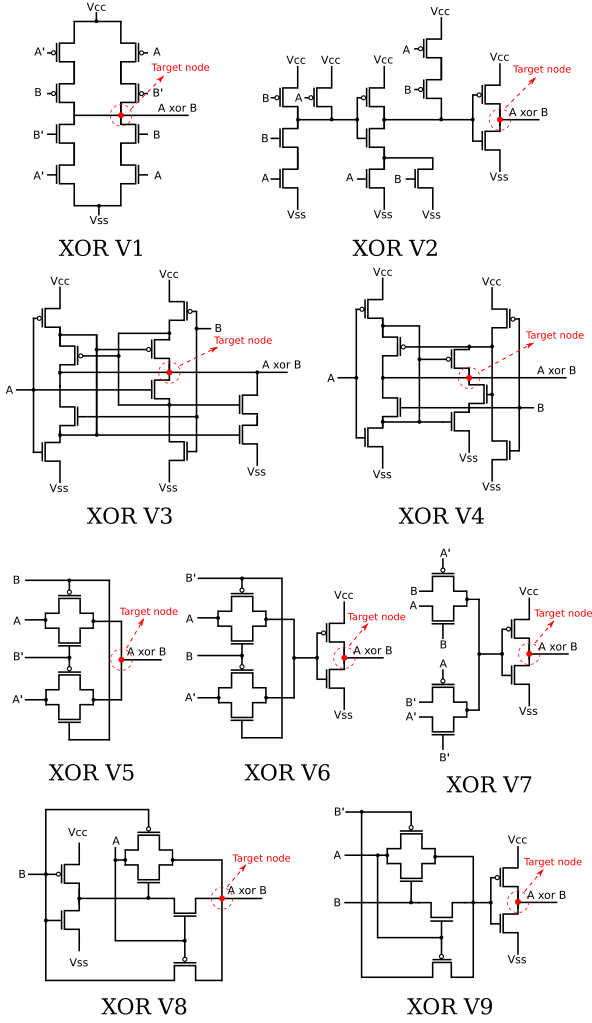 Vcc
A'
A
Target node
B
B'
A xor B
B'
B
A'
A
Vss
XOR V1
Vcc
A
Vcc
Vcc
Vcc
Vcc
Target node
B
A
B
A xor B
B
A
A
B
Vss
Vss
Vss
Vss
XOR V2
Vcc
Vcc
B
Target node
A xor B
A
Vss
Vss
Vss
XOR V3
Vcc
Vcc
Target node
A xor B
A
B
Vss
Vss
Vss
XOR V4
B
Target node
A
B'
A xor B
A'
XOR V5
B'
Vcc
Target node
A
B
A xor B
A'
Vss
XOR V6
A'
B
A
Vcc
Target node
B
A xor B
A
B'
A'
Vss
B'
XOR V7
Vcc
A
Target node
B
A xor B
Vss
XOR V8
B'
Vcc
A
Target node
B
A xor B
Vss
XOR V9